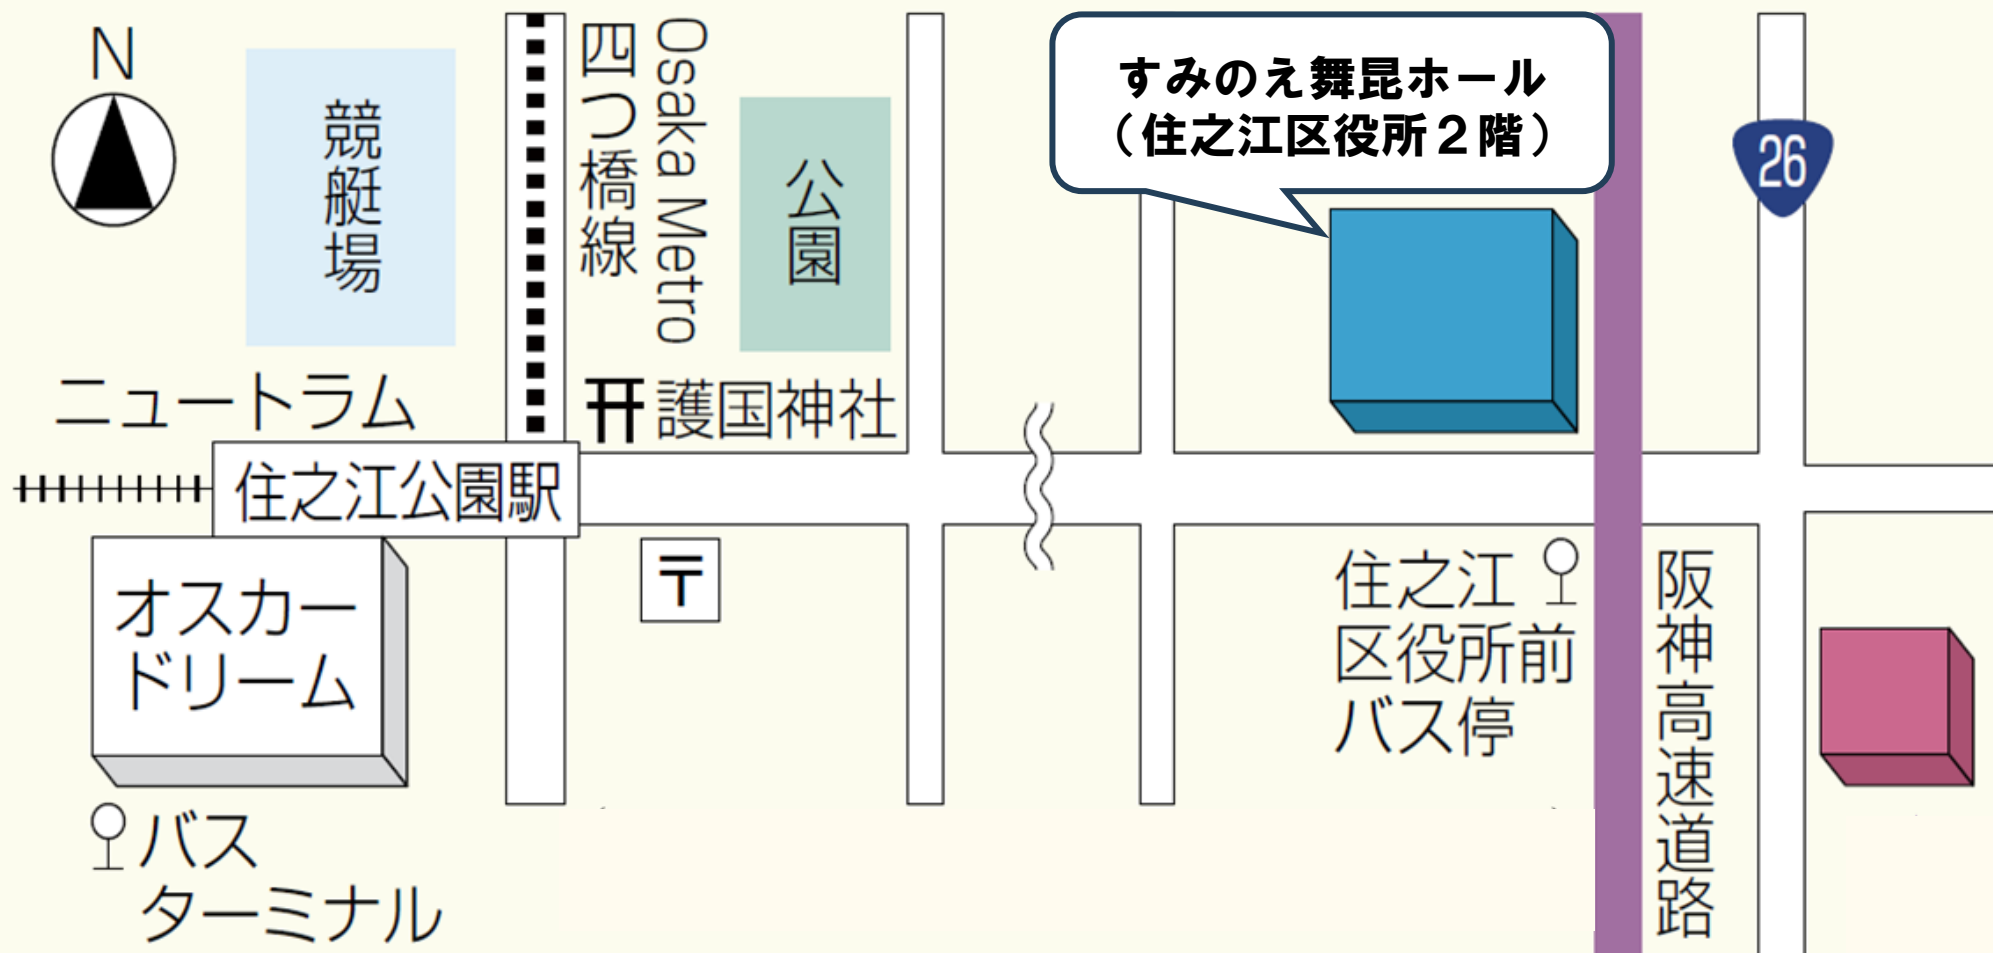 N
競艇場
四つ橋線
Osaka Metro
公園
すみのえ舞昆ホール
（住之江区役所２階）
26
ニュートラム
護国神社
住之江公園駅
オスカー
ドリーム
〒
住之江
区役所前
バス停
阪神高速道路
バス
ターミナル